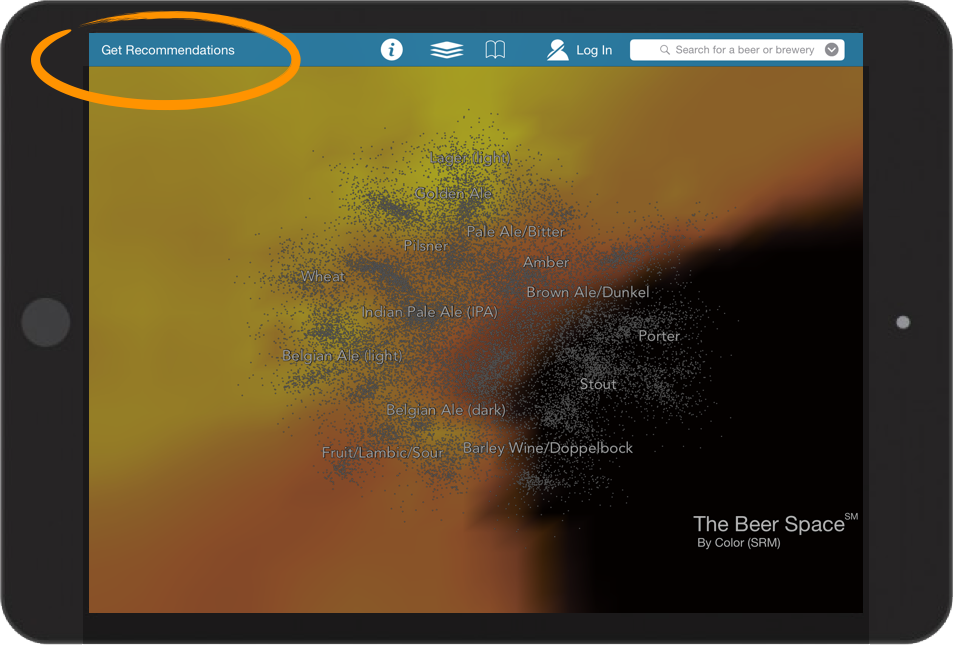 Get Recommendations
Log In
Search for a beer or brewery
Lager (light)
Golden Ale
Pale Ale/Bitter
Pilsner
Amber
Wheat
Brown Ale/Dunkel
Indian Pale Ale (IPA)
Porter
Belgian Ale (light)
Stout
Belgian Ale (dark)
Barley Wine/Doppelbock
Fruit/Lambic/Sour
The Beer Space SM
By Color (SRM)